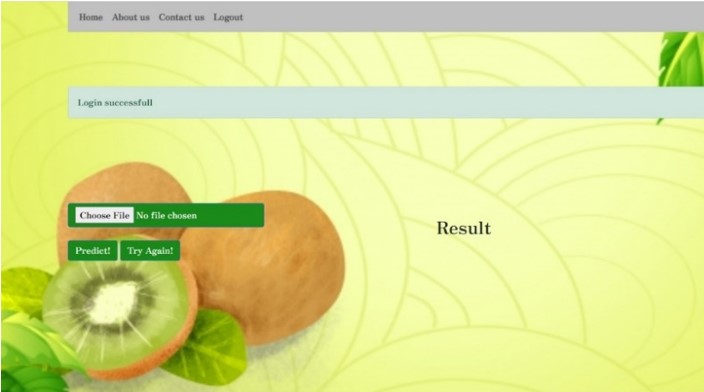 Home About us Contact us Logout
Login successfull
Choose File No file chosen
Result
Predict! Try Again!